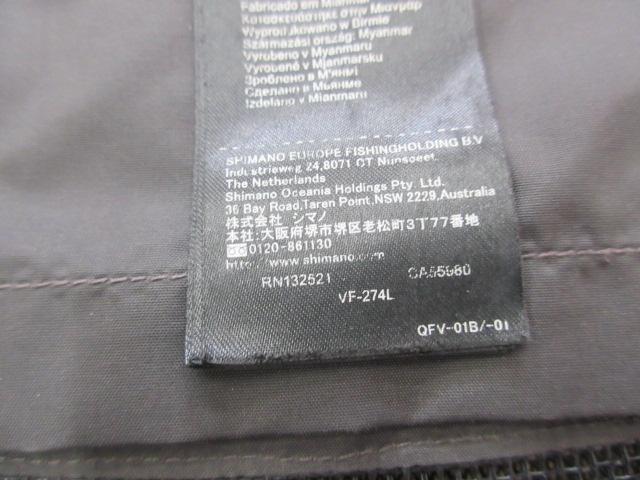 Fabricado em Mianmar
Κατασκευάστηκε στην Μιανμάρ
Wyprodukowano w Birmie
Származási ország: Myanmar
Vyrobeno v Myanmaru
Vyrobené v Mjanmarsku
Зроблено в М'янмі
Сделано в Мьянме
Izdelano v Mianmaru
SHIMANO EUROPE FISHINGHOLDING B.V
Industrieweg 24,8071 CT Nunspeet,
The Netherlands
Shimano Oceania Holdings Pty. Ltd.
36 Bay Road,Taren Point,NSW 2229,Australia
株式会社 シマノ
本社:大阪府堺市堺区老松町3丁77番地
0120-861130
http://www.shimano.com
RN132521 CA55980
VF-274L
QFV-01B/-01